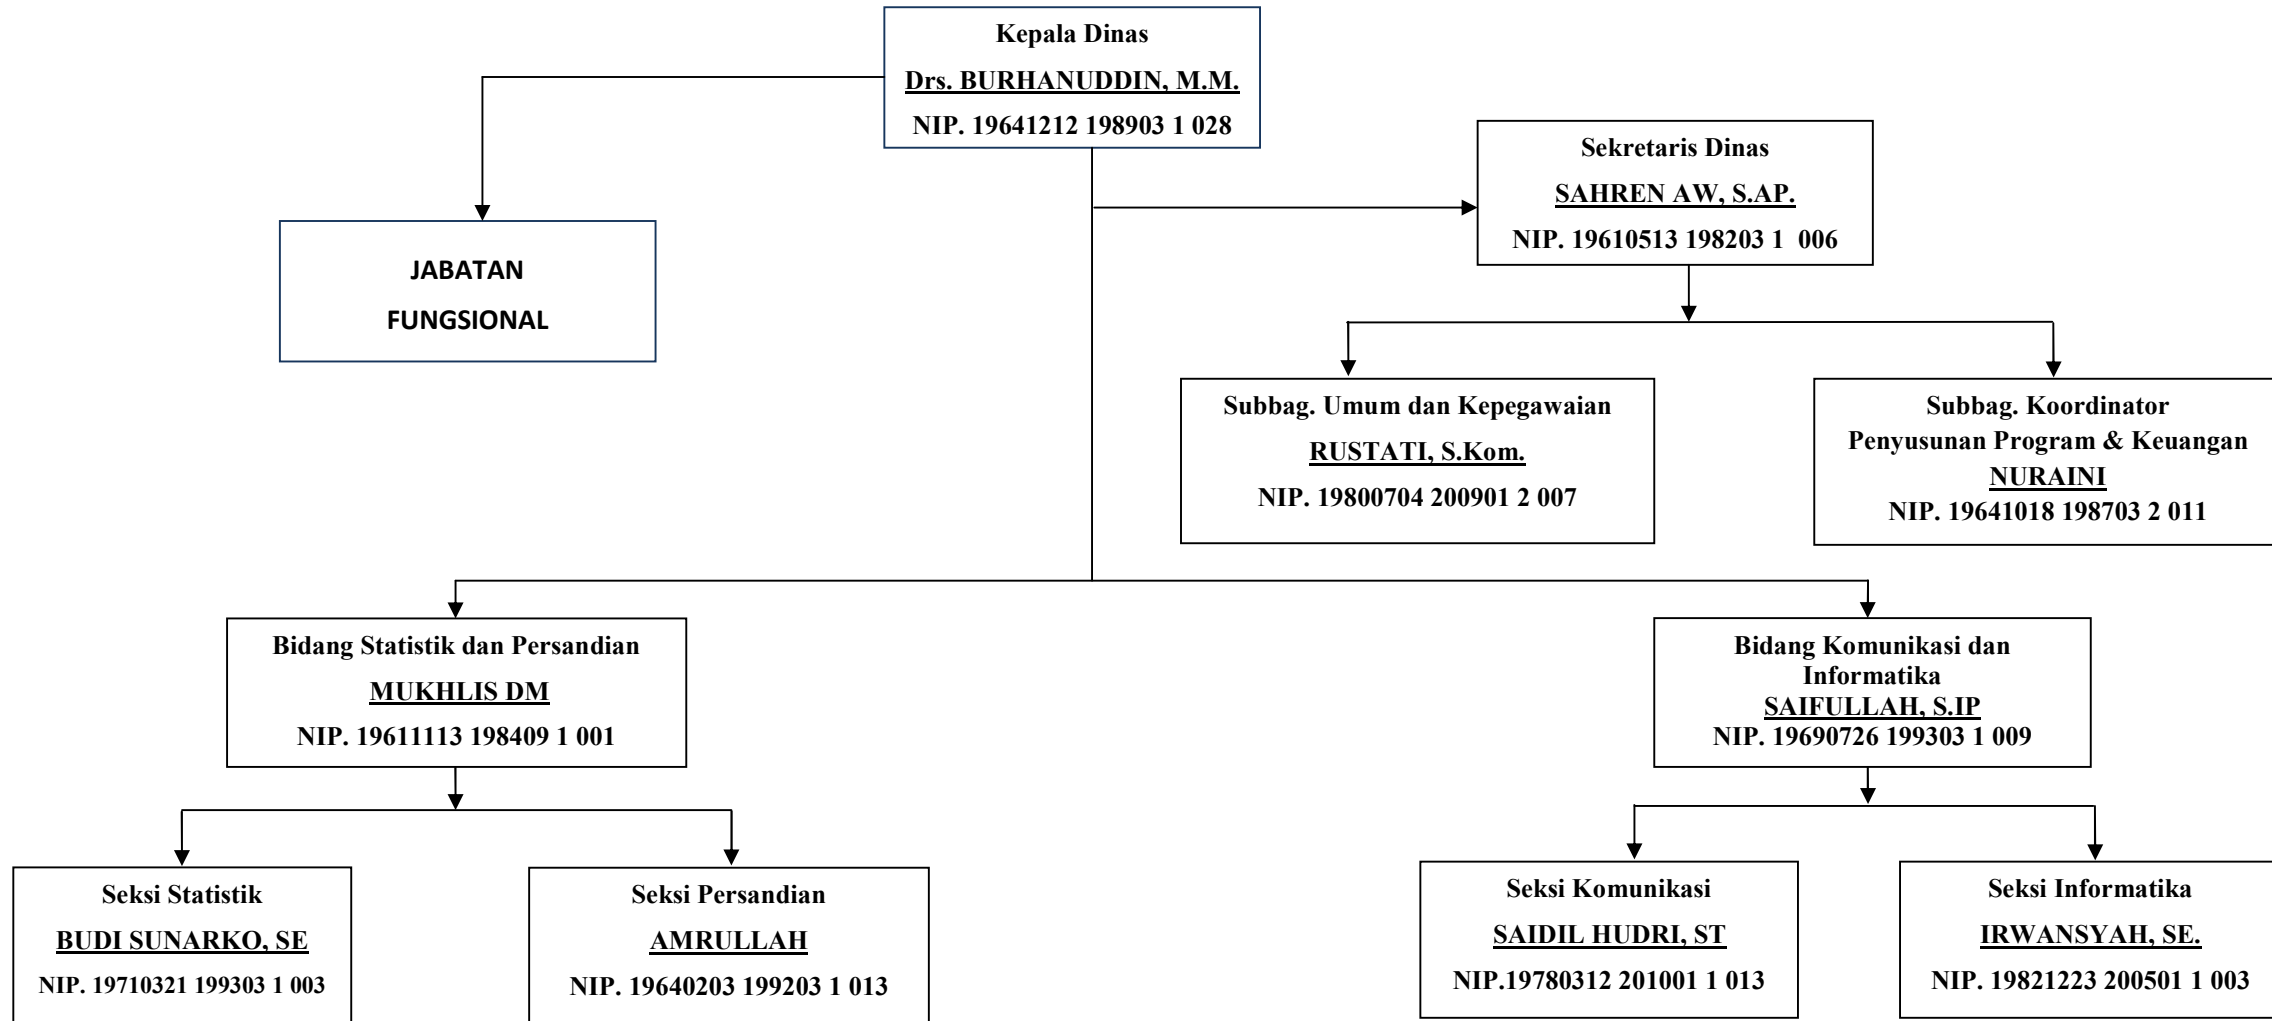 Kepala Dinas
Drs. BURHANUDDIN, M.M.
NIP. 19641212 198903 1 028
Sekretaris Dinas
SAHREN AW, S.AP.
NIP. 19610513 198203 1  006
JABATAN
FUNGSIONAL
Subbag. Umum dan Kepegawaian
RUSTATI, S.Kom.
NIP. 19800704 200901 2 007
Subbag. Koordinator
Penyusunan Program & Keuangan
NURAINI
NIP. 19641018 198703 2 011
Bidang Statistik dan Persandian
MUKHLIS DM
NIP. 19611113 198409 1 001
Bidang Komunikasi dan
Informatika
SAIFULLAH, S.IP
NIP. 19690726 199303 1 009
Seksi Statistik
BUDI SUNARKO, SE
NIP. 19710321 199303 1 003
Seksi Persandian
AMRULLAH
NIP. 19640203 199203 1 013
Seksi Komunikasi
SAIDIL HUDRI, ST
NIP.19780312 201001 1 013
Seksi Informatika
IRWANSYAH, SE.
NIP. 19821223 200501 1 003